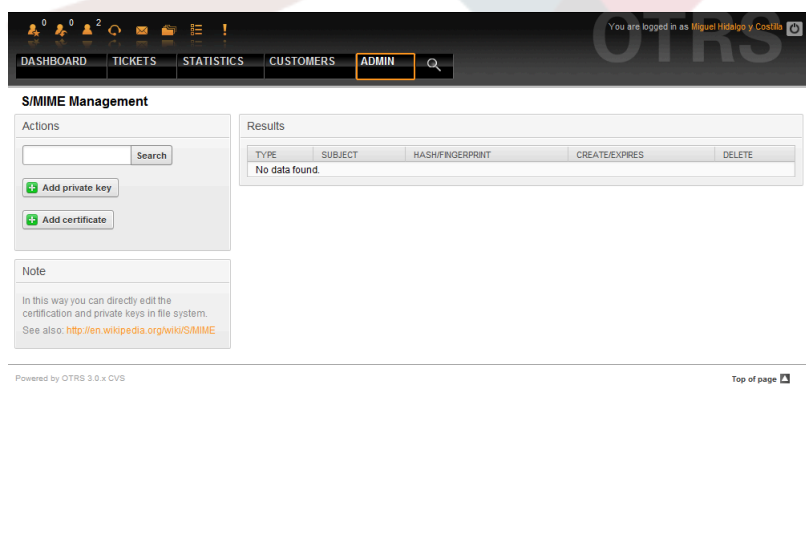 0 0 2
You are logged in as Miguel Hidalgo y Costilla
OTRS
DASHBOARD TICKETS STATISTICS CUSTOMERS ADMIN
S/MIME Management
Actions
Search
Add private key
Add certificate
Note
In this way you can directly edit the
certification and private keys in file system.
See also: http://en.wikipedia.org/wiki/S/MIME
Results
TYPE SUBJECT HASH/FINGERPRINT CREATE/EXPIRES DELETE
No data found.
Powered by OTRS 3.0.x CVS
Top of page